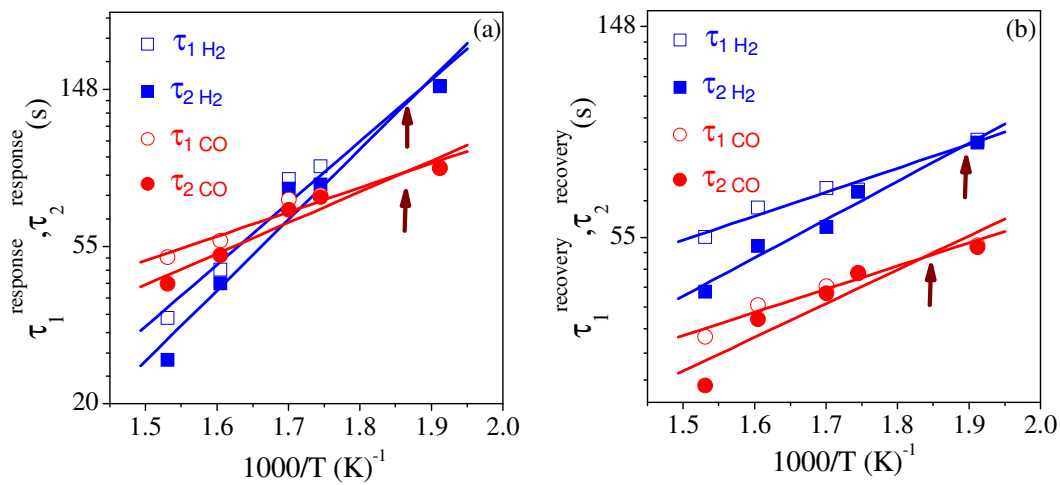 (a)
τ1 H2
τ2 H2
τ1 CO
τ2 CO
148
55
20
τ1 response ,τ2 response (s)
1.5 1.6 1.7 1.8 1.9 2.0
1000/T (K)-1
(b)
τ1 H2
τ2 H2
τ1 CO
τ2 CO
148
55
τ1 recovery ,τ2 recovery (s)
1.5 1.6 1.7 1.8 1.9 2.0
1000/T (K)-1